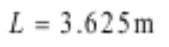 L = 3.625m